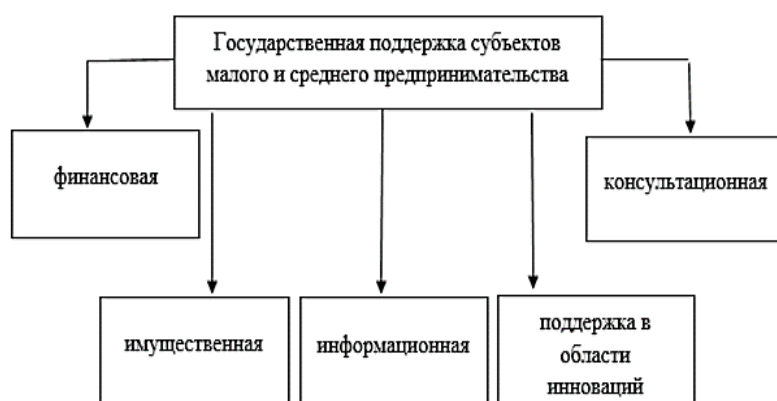 Государственная поддержка субъектов
малого и среднего предпринимательства
финансовая
консультационная
имущественная
информационная
поддержка в
области
инноваций